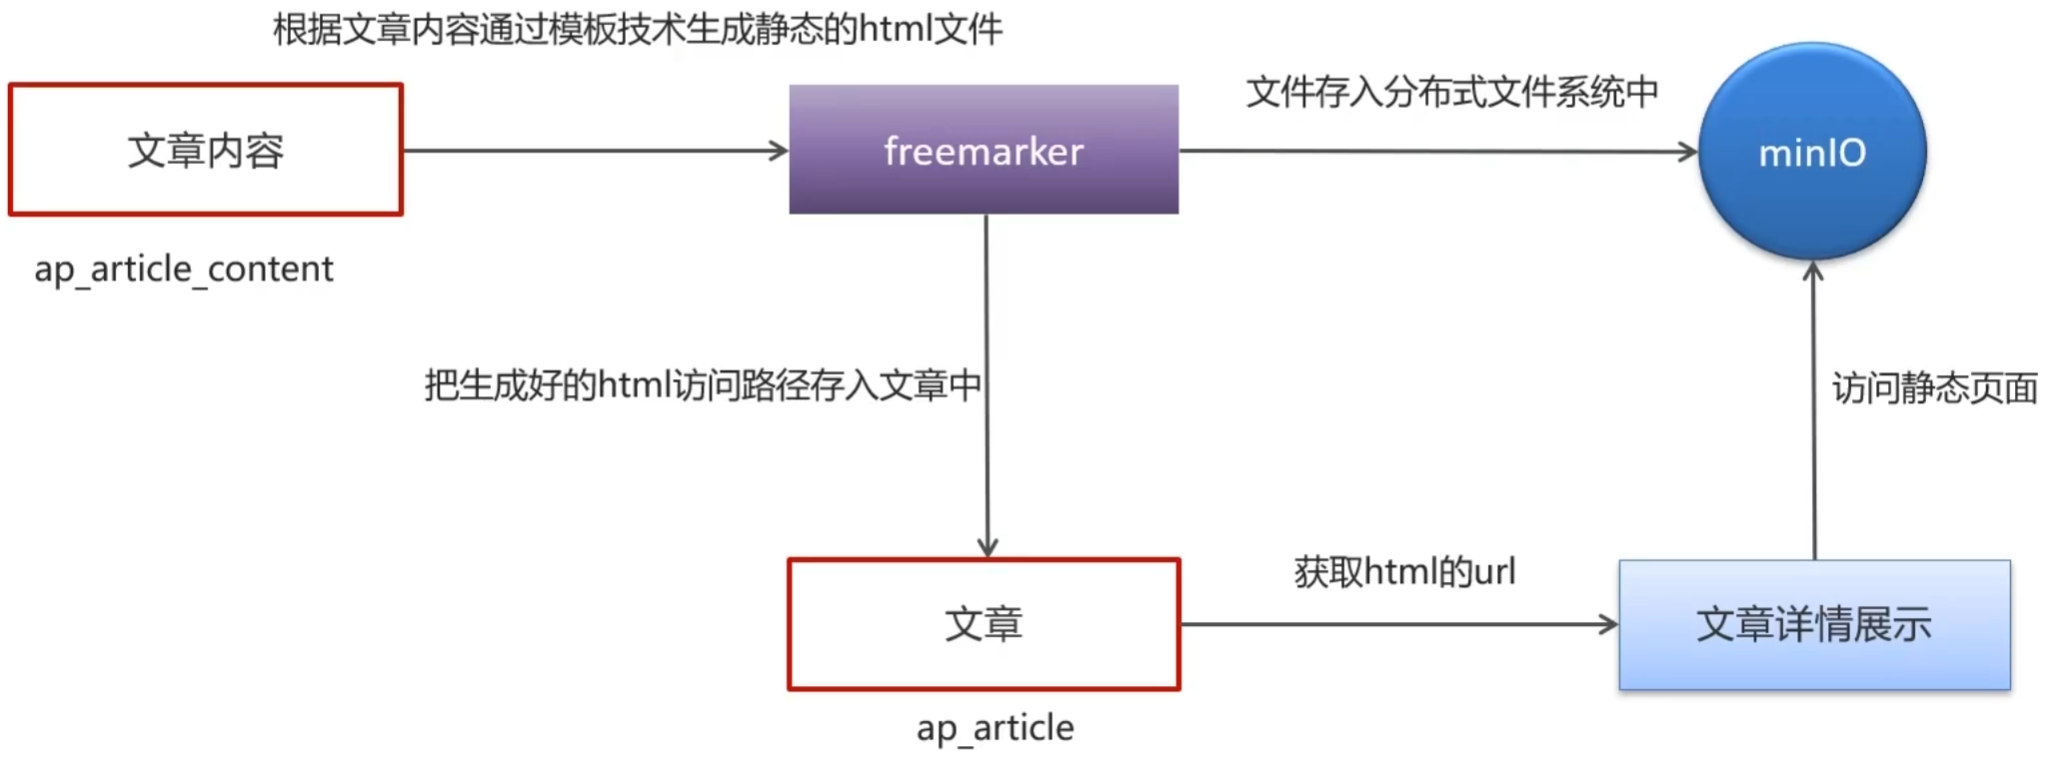 根据文章内容通过模板技术生成静态的html文件
文章内容
freemarker
文件存入分布式文件系统中
minIO
ap_article_content
把生成好的html访问路径存入文章中
访问静态页面
文章
获取html的url
文章详情展示
ap_article